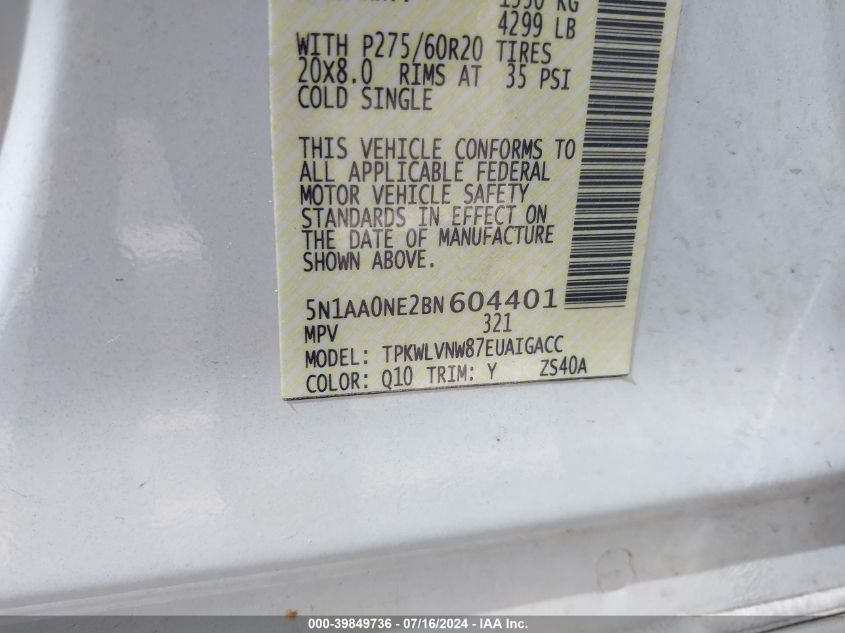 1950 KG
4299 LB
WITH P275/60R20 TIRES
20X8.0 RIMS AT 35 PSI
COLD SINGLE
THIS VEHICLE CONFORMS TO
ALL APPLICABLE FEDERAL
MOTOR VEHICLE SAFETY
STANDARDS IN EFFECT ON
THE DATE OF MANUFACTURE
SHOWN ABOVE.
5N1AA0NE2BN604401
MPV 321
MODEL: TPKWLVNW87EUAIGACC
COLOR: Q10 TRIM: Y ZS40A
000-39849736 - 07/16/2024 - IAA Inc.